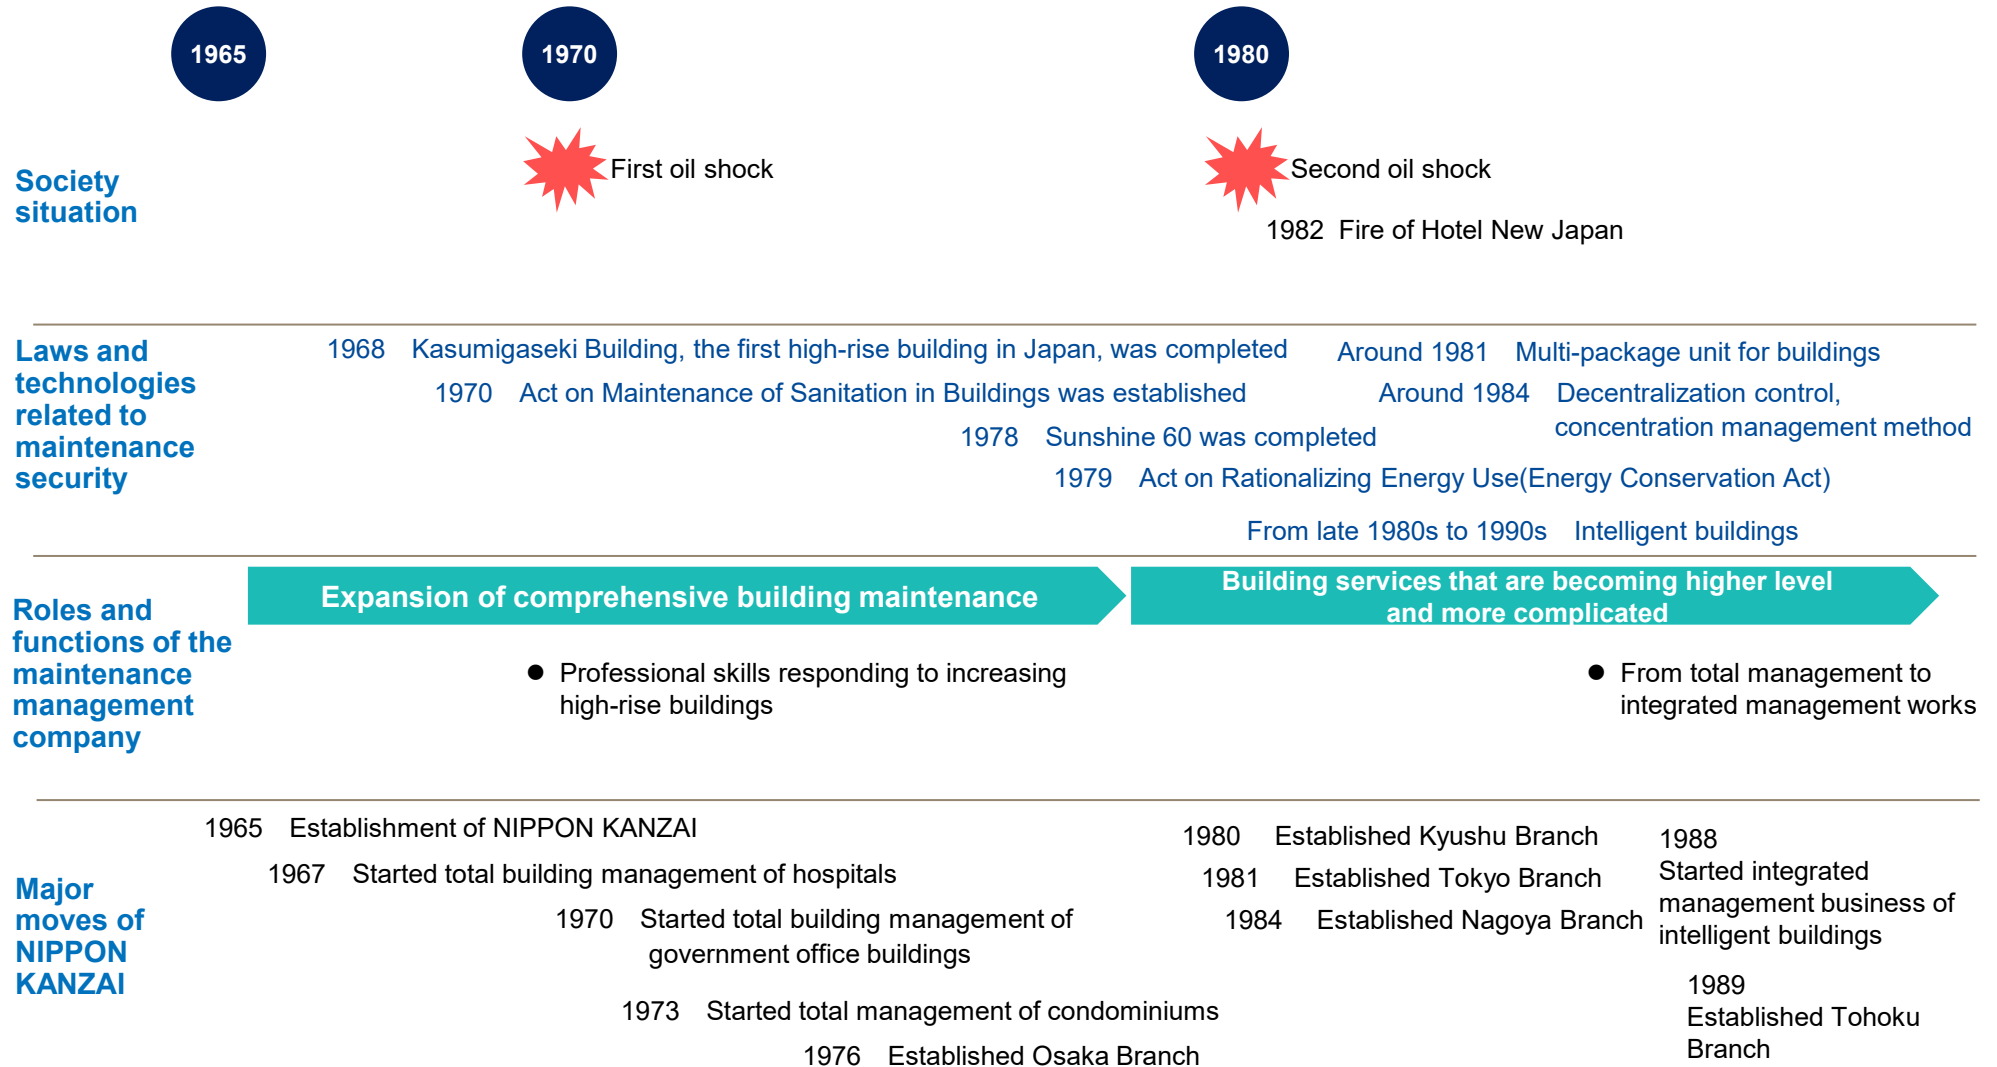 1965
1970
1980
Society
situation
First oil shock
Second oil shock
1982 Fire of Hotel New Japan
Laws and
technologies
related to
maintenance
security
1968 Kasumigaseki Building, the first high-rise building in Japan, was completed
1970 Act on Maintenance of Sanitation in Buildings was established
1978 Sunshine 60 was completed
1979 Act on Rationalizing Energy Use(Energy Conservation Act)
Around 1981 Multi-package unit for buildings
Around 1984 Decentralization control,
concentration management method
From late 1980s to 1990s Intelligent buildings
Roles and
functions of the
maintenance
management
company
Expansion of comprehensive building maintenance
Building services that are becoming higher level
and more complicated
● Professional skills responding to increasing
high-rise buildings
● From total management to
integrated management works
Major
moves of
NIPPON
KANZAI
1965 Establishment of NIPPON KANZAI
1967 Started total building management of hospitals
1970 Started total building management of
government office buildings
1973 Started total management of condominiums
1976 Established Osaka Branch
1980 Established Kyushu Branch
1981 Established Tokyo Branch
1984 Established Nagoya Branch
1988
Started integrated
management business of
intelligent buildings
1989
Established Tohoku
Branch